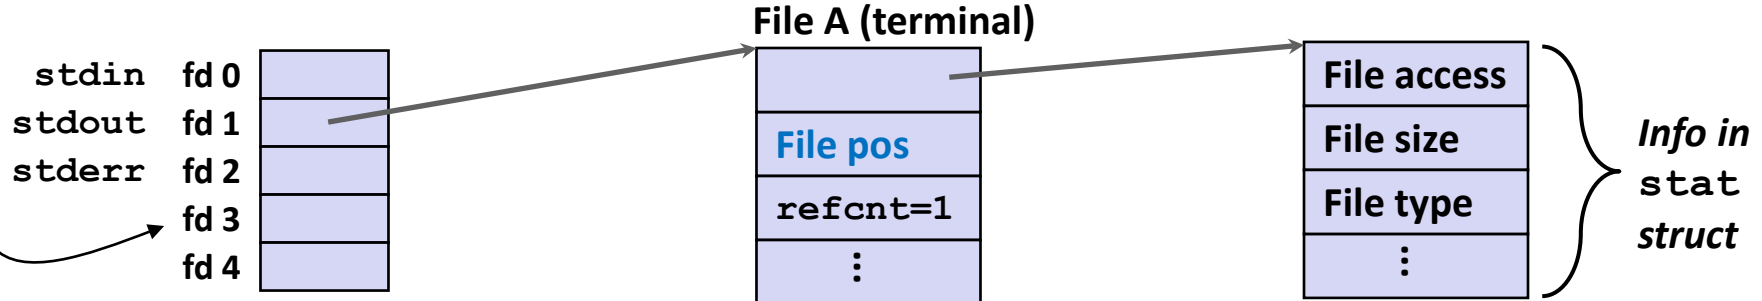 File A (terminal)
stdin fd 0
stdout fd 1
stderr fd 2
fd 3
fd 4
File pos
refcnt=1
⋮
File access
File size
File type
⋮
Info in
stat
struct